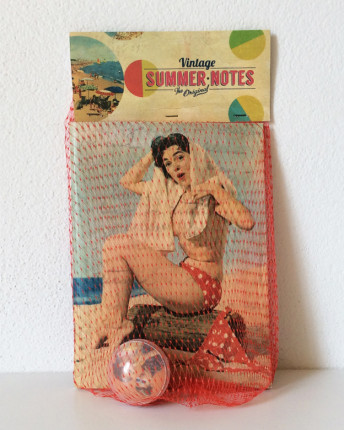 Vintage
SUMMER·NOTES
The Original